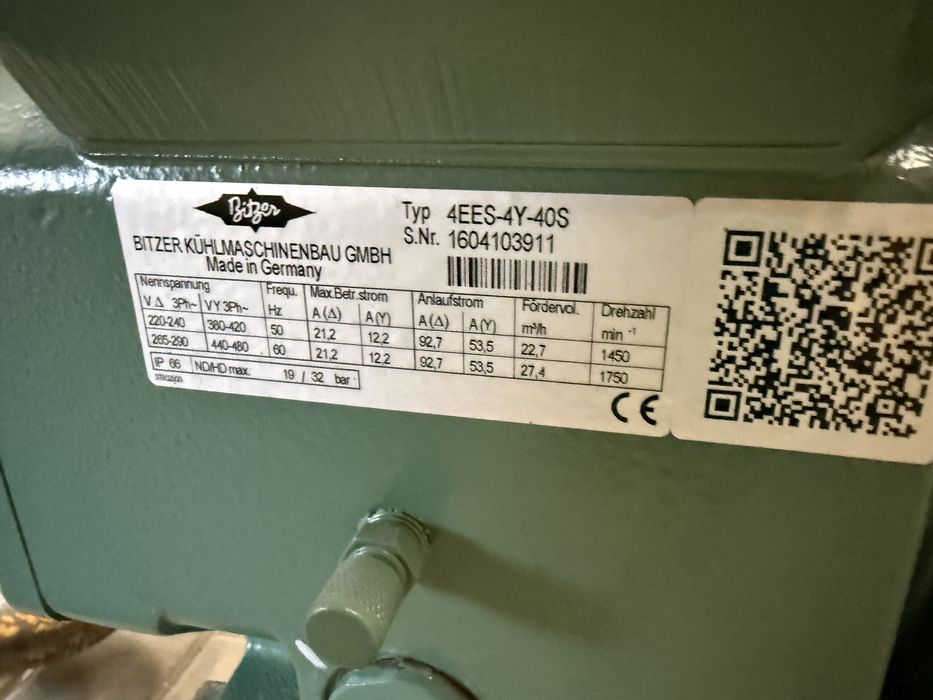 Bitzer
BITZER KÜHLMASCHINENBAU GMBH
Made in Germany
Typ 4EES-4Y-40S
S.Nr. 1604103911
Nennspannung Frequ. Max.Betr.strom Anlaufstrom Fördervol. Drehzahl
V Δ 3Ph~ V Y 3Ph~ Hz A (Δ) A (Y) A (Δ) A (Y) m³/h min ⁻¹
220-240 380-420 50 21,2 12,2 92,7 53,5 22,7 1450
265-290 440-480 60 21,2 12,2 92,7 53,5 27,4 1750
IP 66 ND/HD max. 19 / 32 bar
CE